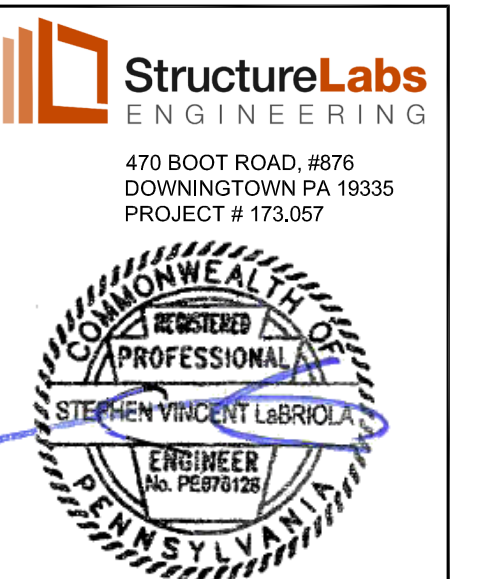 StructureLabs
ENGINEERING
470 BOOT ROAD, #876
DOWNINGTOWN PA 19335
PROJECT # 173.057
COMMONWEALTH OF
REGISTERED
PROFESSIONAL
STEPHEN VINCENT LaBRIOLA
ENGINEER
No.
PENNSYLVANIA